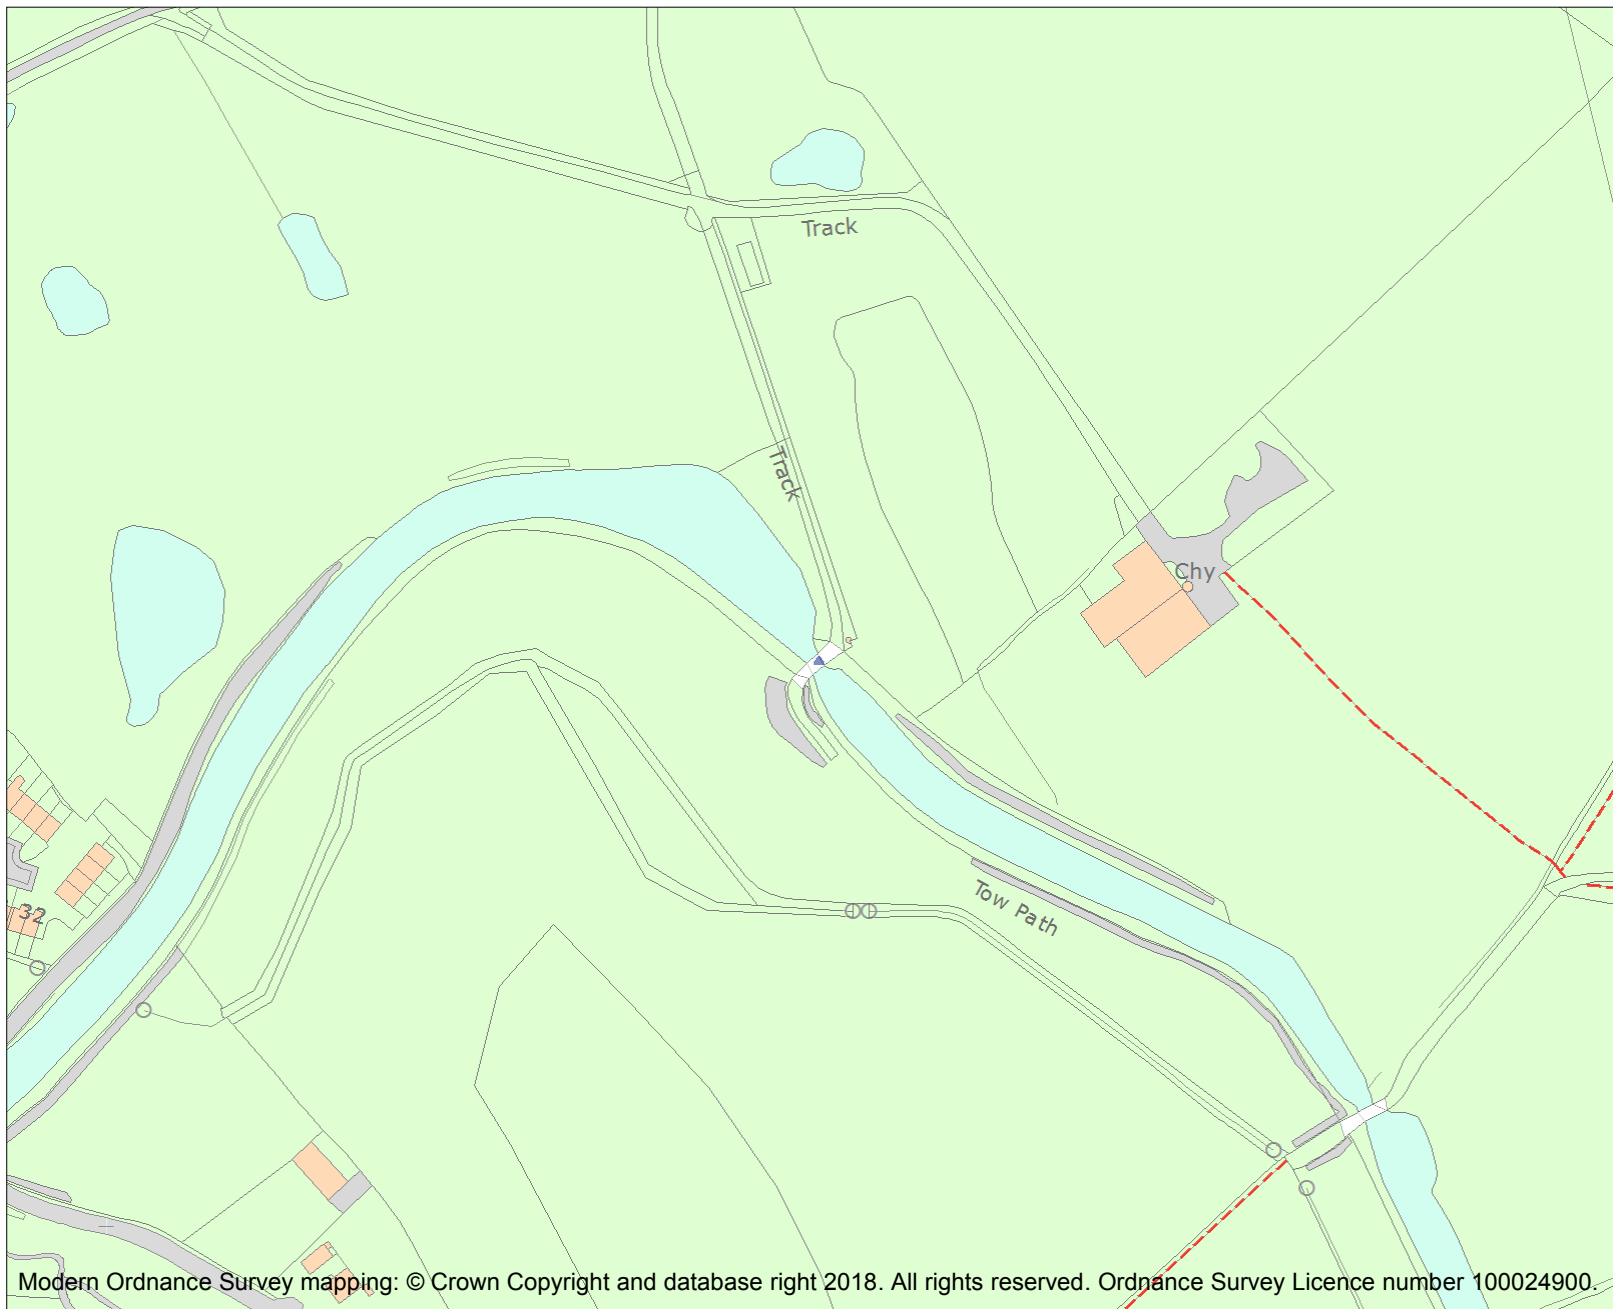 Track
Track
Chy
32
Tow Path
Modern Ordnance Survey mapping: © Crown Copyright and database right 2018. All rights reserved. Ordnance Survey Licence number 100024900.